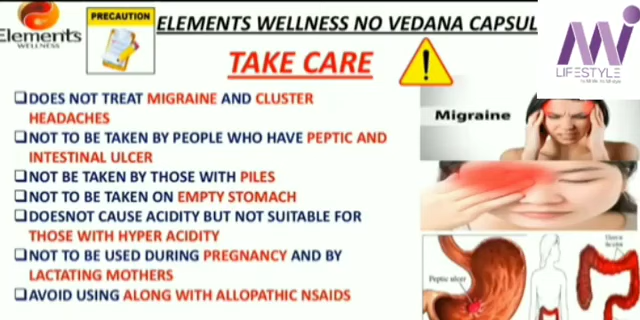 Elements
WELLNESS
PRECAUTION
ELEMENTS WELLNESS NO VEDANA CAPSUL
Mi
LIFESTYLE
TAKE CARE
❑DOES NOT TREAT MIGRAINE AND CLUSTER
HEADACHES
❑NOT TO BE TAKEN BY PEOPLE WHO HAVE PEPTIC AND
INTESTINAL ULCER
❑NOT BE TAKEN BY THOSE WITH PILES
❑NOT TO BE TAKEN ON EMPTY STOMACH
❑DOESNOT CAUSE ACIDITY BUT NOT SUITABLE FOR
THOSE WITH HYPER ACIDITY
❑NOT TO BE USED DURING PREGNANCY AND BY
LACTATING MOTHERS
❑AVOID USING ALONG WITH ALLOPATHIC NSAIDS
Migraine
Peptic ulcer